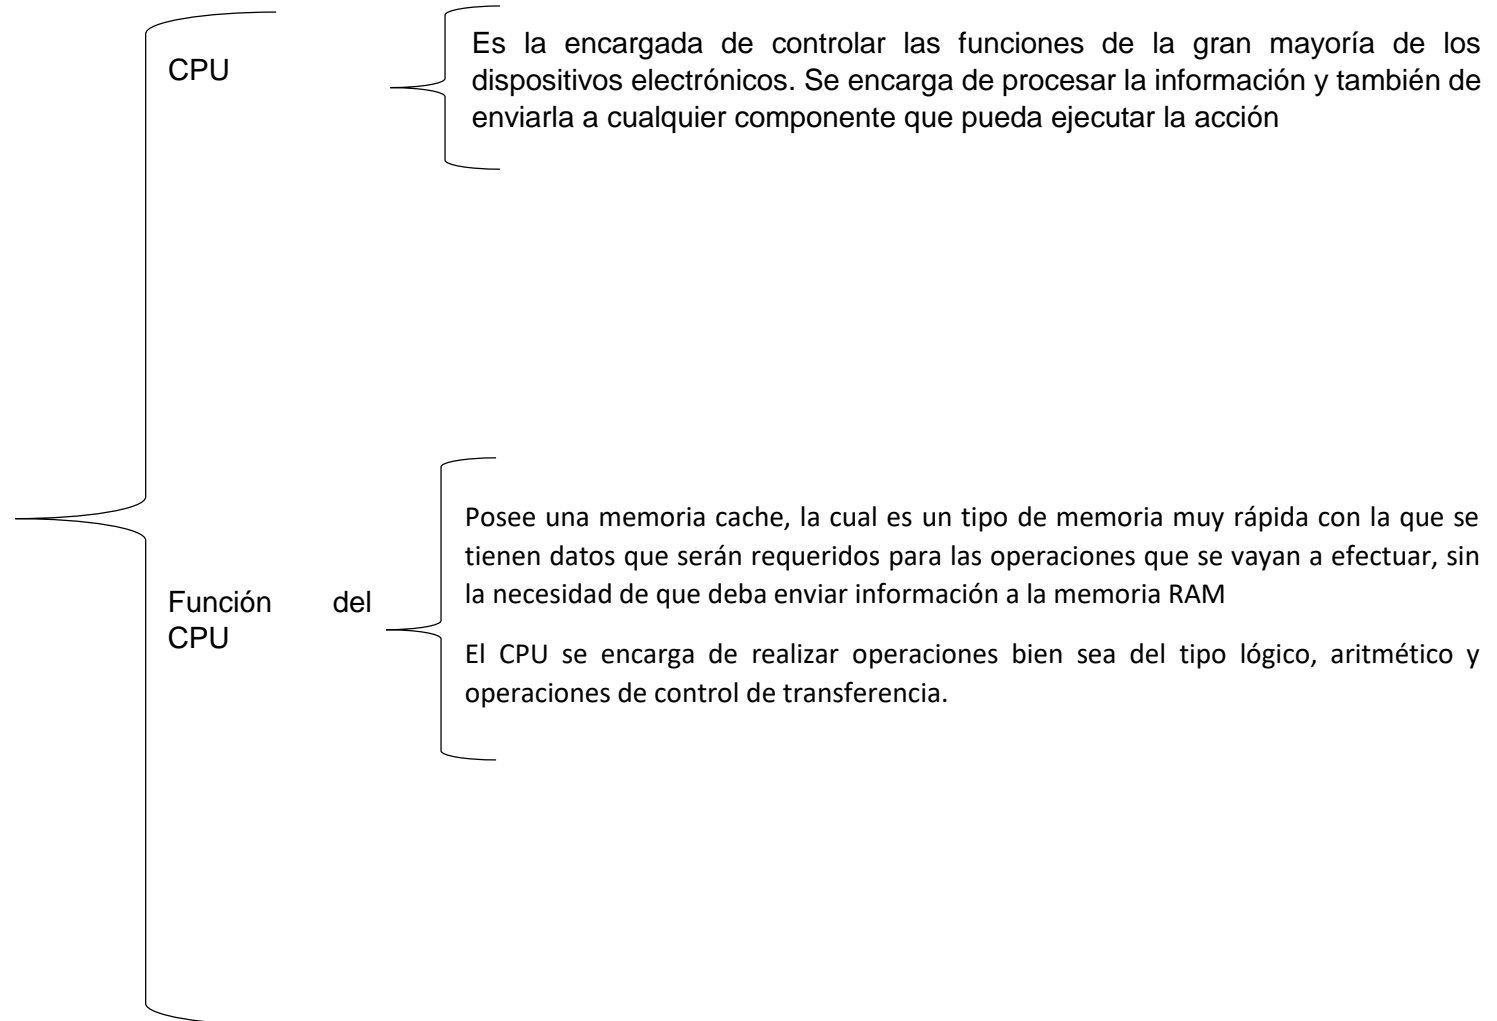 CPU
Es la encargada de controlar las funciones de la gran mayoría de los
dispositivos electrónicos. Se encarga de procesar la información y también de
enviarla a cualquier componente que pueda ejecutar la acción
Función del
CPU
Posee una memoria cache, la cual es un tipo de memoria muy rápida con la que se
tienen datos que serán requeridos para las operaciones que se vayan a efectuar, sin
la necesidad de que deba enviar información a la memoria RAM
El CPU se encarga de realizar operaciones bien sea del tipo lógico, aritmético y
operaciones de control de transferencia.